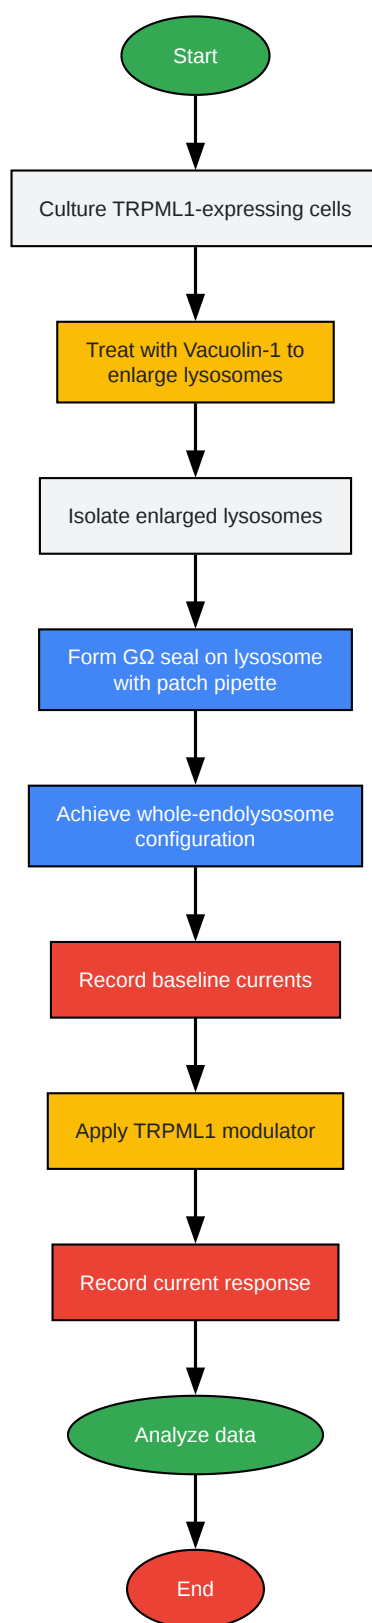 Start
Culture TRPML1-expressing cells
Treat with Vacuolin-1 to
enlarge lysosomes
Isolate enlarged lysosomes
Form GΩ seal on lysosome
with patch pipette
Achieve whole-endolysosome
configuration
Record baseline currents
Apply TRPML1 modulator
Record current response
Analyze data
End